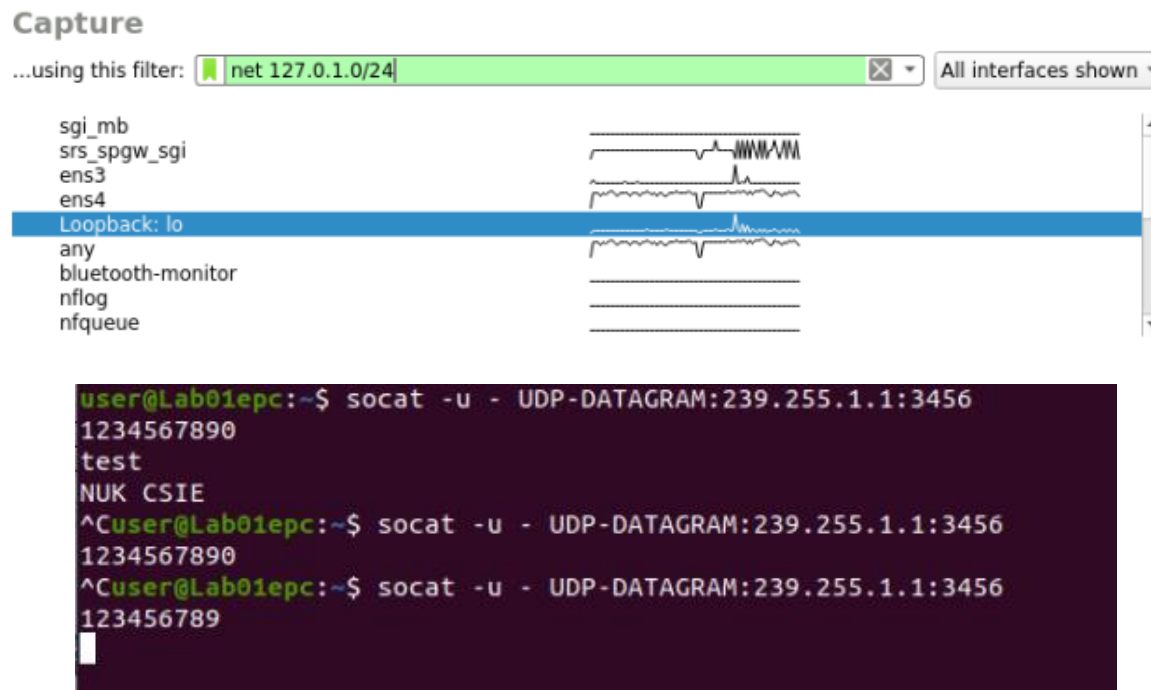 Capture
...using this filter: net 127.0.1.0/24 All interfaces shown
sgi_mb
srs_spgw_sgi
ens3
ens4
Loopback: lo
any
bluetooth-monitor
nflog
nfqueue
user@Lab01epc:~$ socat -u - UDP-DATAGRAM:239.255.1.1:3456
1234567890
test
NUK CSIE
^Cuser@Lab01epc:~$ socat -u - UDP-DATAGRAM:239.255.1.1:3456
1234567890
^Cuser@Lab01epc:~$ socat -u - UDP-DATAGRAM:239.255.1.1:3456
123456789